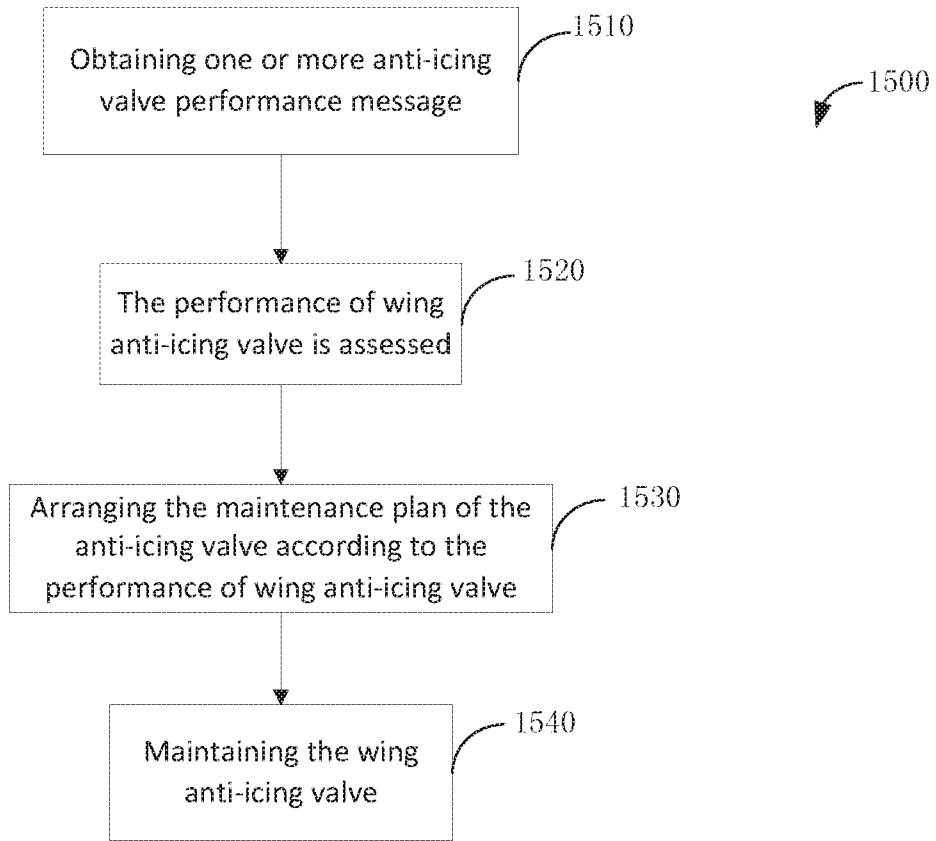 Obtaining one or more anti-icing
valve performance message
1510
1500
The performance of wing
anti-icing valve is assessed
1520
Arranging the maintenance plan of the
anti-icing valve according to the
performance of wing anti-icing valve
1530
Maintaining the wing
anti-icing valve
1540